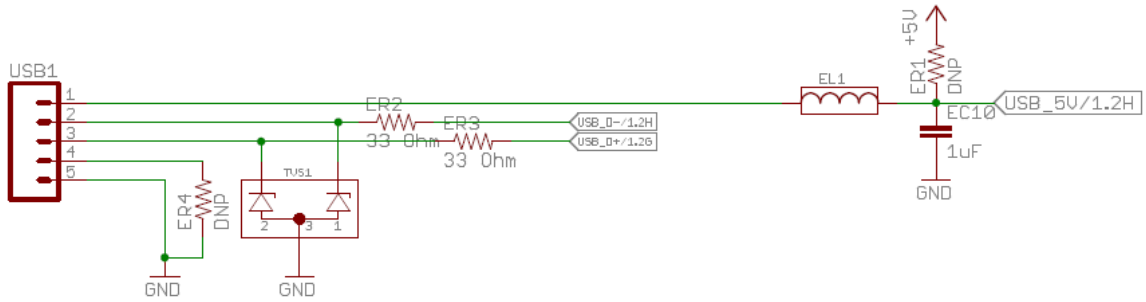 +5V
USB1
EL1
ER1
DNP
1
USB_5V/1.2H
ER2
EC10
2
USB_D-/1.2H
33 Ohm
ER3
3
USB_D+/1.2G
33 Ohm
1uF
4
TVS1
5
ER4
DNP
GND
2
3
1
GND
GND